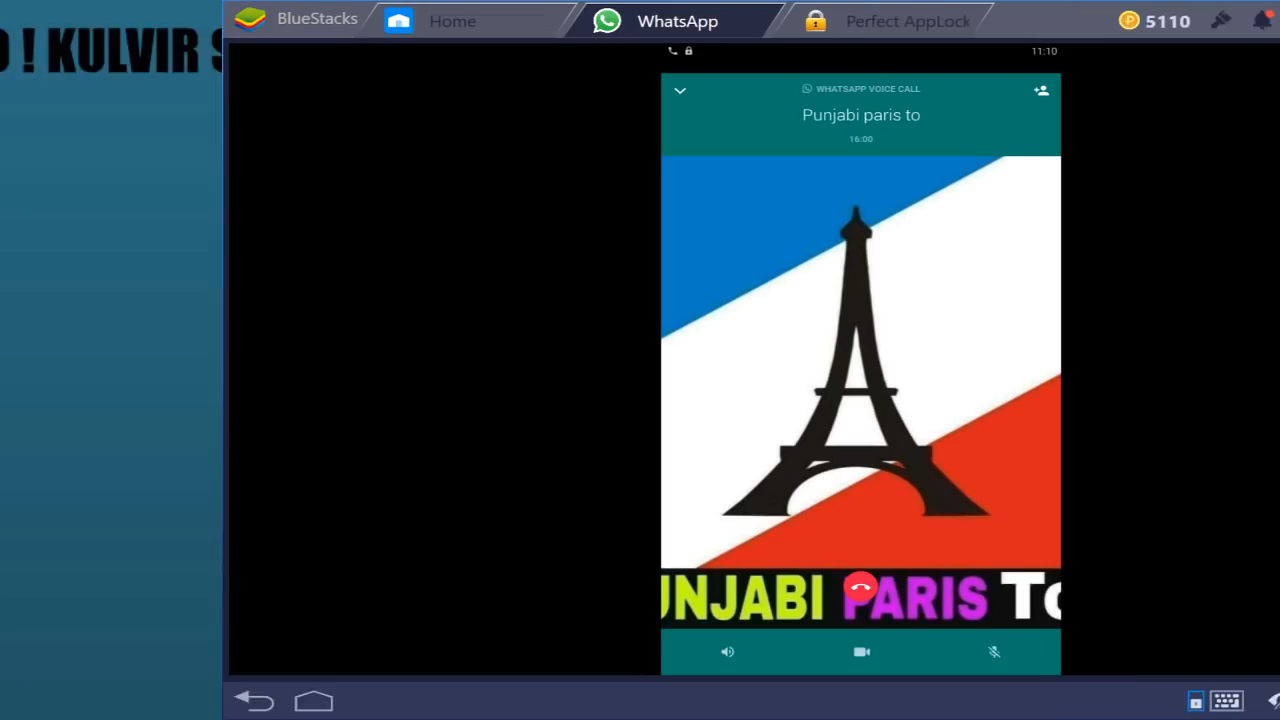 ! KULVIR S
BlueStacks
Home
WhatsApp
Perfect AppLock
5110
11:10
WHATSAPP VOICE CALL
Punjabi paris to
16:00
UNJABI PARIS To